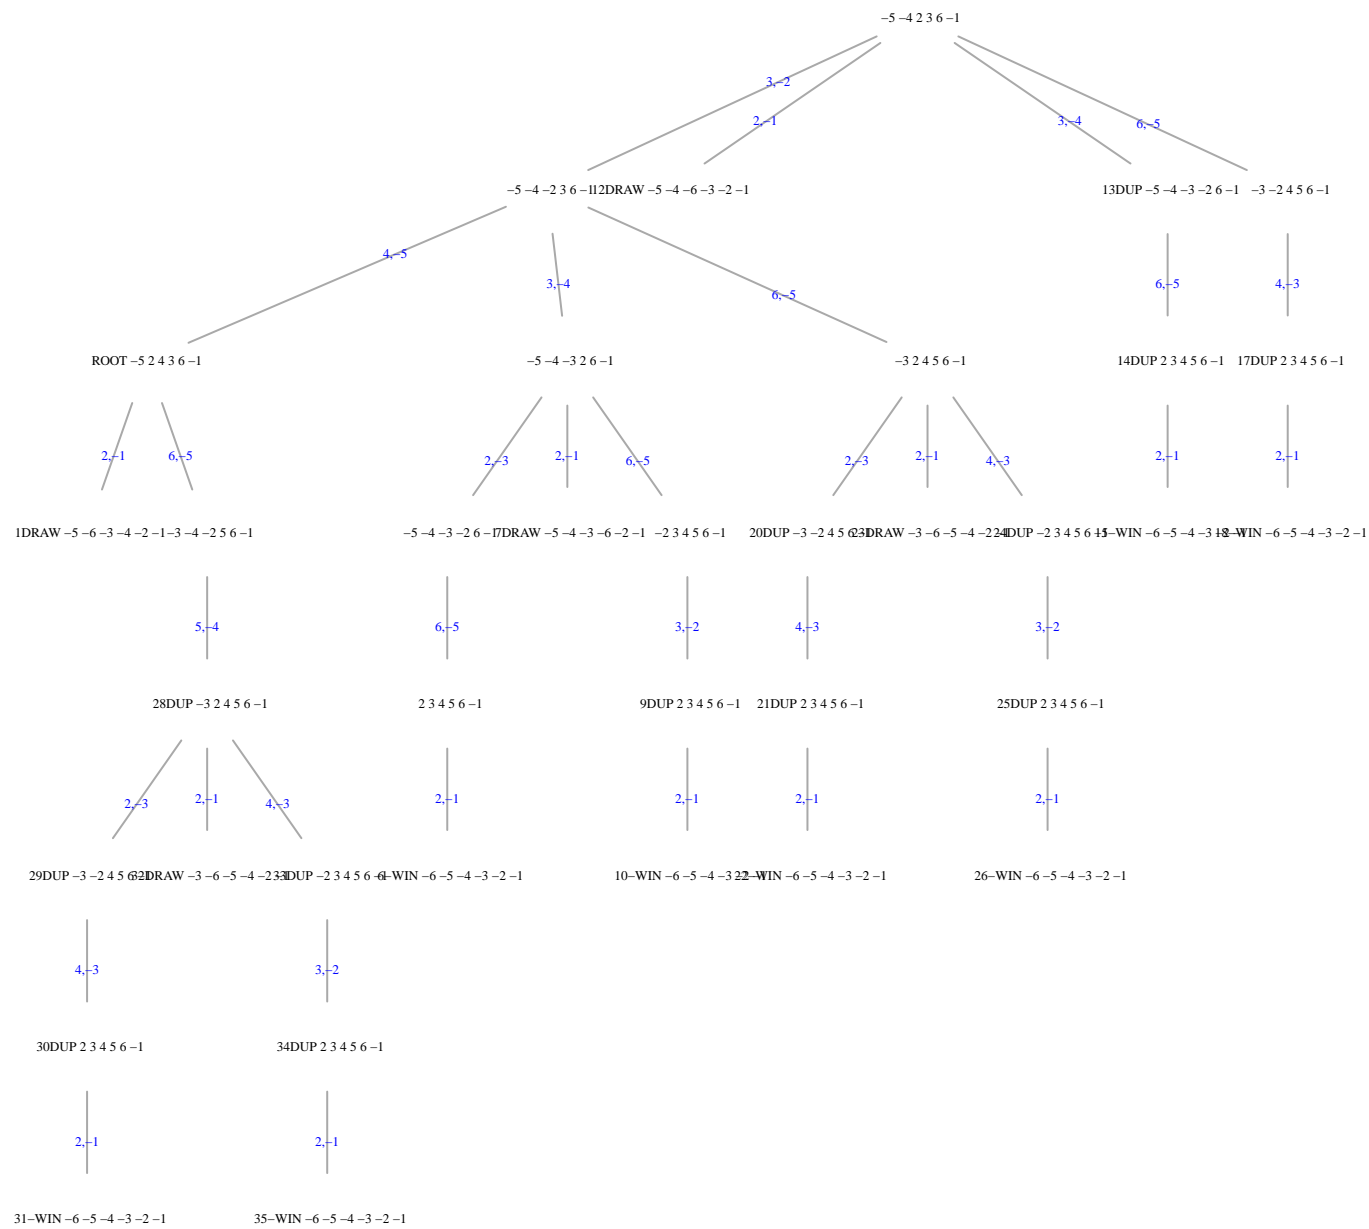 −5 −4 2 3 6 −1
3,−2
2,−1
3,−4
6,−5
−5 −4 −2 3 6 −1
12DRAW −5 −4 −6 −3 −2 −1
13DUP −5 −4 −3 −2 6 −1
−3 −2 4 5 6 −1
4,−5
3,−4
6,−5
6,−5
4,−3
ROOT −5 2 4 3 6 −1
−5 −4 −3 2 6 −1
−3 2 4 5 6 −1
14DUP 2 3 4 5 6 −1
17DUP 2 3 4 5 6 −1
2,−1
6,−5
2,−3
2,−1
6,−5
2,−3
2,−1
4,−3
2,−1
2,−1
1DRAW −5 −6 −3 −4 −2 −1
−3 −4 −2 5 6 −1
−5 −4 −3 −2 6 −1
7DRAW −5 −4 −3 −6 −2 −1
−2 3 4 5 6 −1
20DUP −3 −2 4 5 6 −1
23DRAW −3 −6 −5 −4 −2 −1
24DUP −2 3 4 5 6 −1
15−WIN −6 −5 −4 −3 −2 −1
18−WIN −6 −5 −4 −3 −2 −1
5,−4
6,−5
3,−2
4,−3
3,−2
28DUP −3 2 4 5 6 −1
2 3 4 5 6 −1
9DUP 2 3 4 5 6 −1
21DUP 2 3 4 5 6 −1
25DUP 2 3 4 5 6 −1
2,−3
2,−1
4,−3
2,−1
2,−1
2,−1
2,−1
29DUP −3 −2 4 5 6 −1
32DRAW −3 −6 −5 −4 −2 −1
33DUP −2 3 4 5 6 −1
6−WIN −6 −5 −4 −3 −2 −1
10−WIN −6 −5 −4 −3 −2 −1
22−WIN −6 −5 −4 −3 −2 −1
26−WIN −6 −5 −4 −3 −2 −1
4,−3
3,−2
30DUP 2 3 4 5 6 −1
34DUP 2 3 4 5 6 −1
2,−1
2,−1
31−WIN −6 −5 −4 −3 −2 −1
35−WIN −6 −5 −4 −3 −2 −1